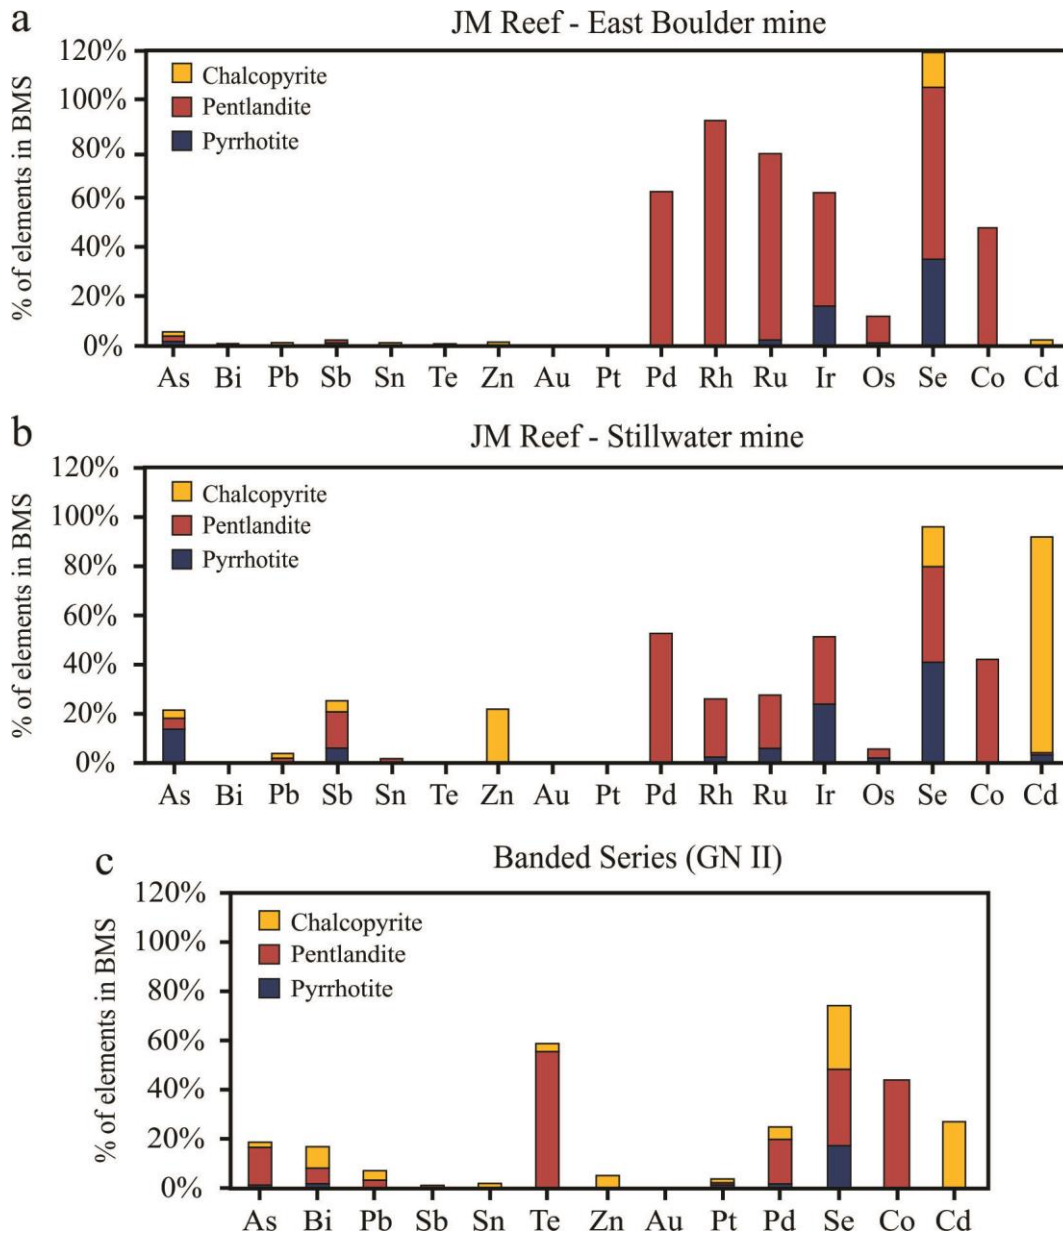 a
JM Reef - East Boulder mine
% of elements in BMS
120%
100%
80%
60%
40%
20%
0%
Chalcopyrite
Pentlandite
Pyrrhotite
As Bi Pb Sb Sn Te Zn Au Pt Pd Rh Ru Ir Os Se Co Cd
b
JM Reef - Stillwater mine
% of elements in BMS
120%
100%
80%
60%
40%
20%
0%
Chalcopyrite
Pentlandite
Pyrrhotite
As Bi Pb Sb Sn Te Zn Au Pt Pd Rh Ru Ir Os Se Co Cd
c
Banded Series (GN II)
% of elements in BMS
120%
100%
80%
60%
40%
20%
0%
Chalcopyrite
Pentlandite
Pyrrhotite
As Bi Pb Sb Sn Te Zn Au Pt Pd Se Co Cd